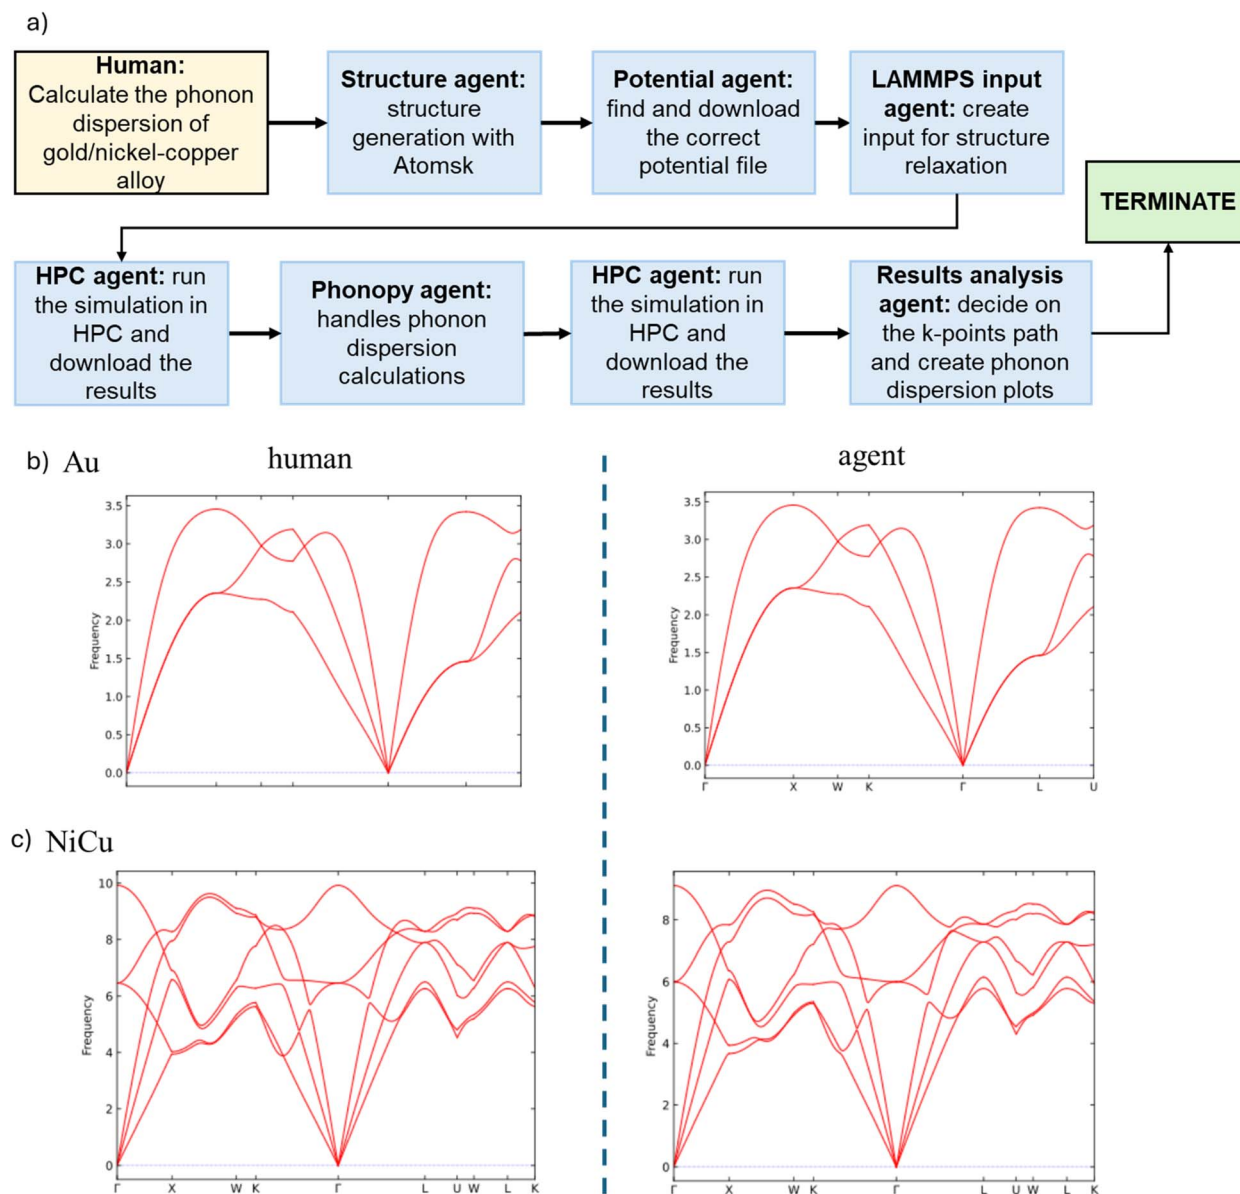 a)
Human:
Calculate the phonon
dispersion of
gold/nickel-copper
alloy
Structure agent:
structure
generation with
Atomsk
Potential agent:
find and download
the correct
potential file
LAMMPS input
agent: create
input for structure
relaxation
TERMINATE
HPC agent: run
the simulation in
HPC and
download the
results
Phonopy agent:
handles phonon
dispersion
calculations
HPC agent: run
the simulation in
HPC and
download the
results
Results analysis
agent: decide on
the k-points path
and create phonon
dispersion plots
b) Au
human
agent
3.5
3.0
2.5
2.0
1.5
1.0
0.5
0.0
Frequency
3.5
3.0
2.5
2.0
1.5
1.0
0.5
0.0
Frequency
Γ X W K Γ L U
c) NiCu
10
8
6
4
2
0
Frequency
Γ X W K Γ L U W L K
8
6
4
2
0
Frequency
Γ X W K Γ L U W L K